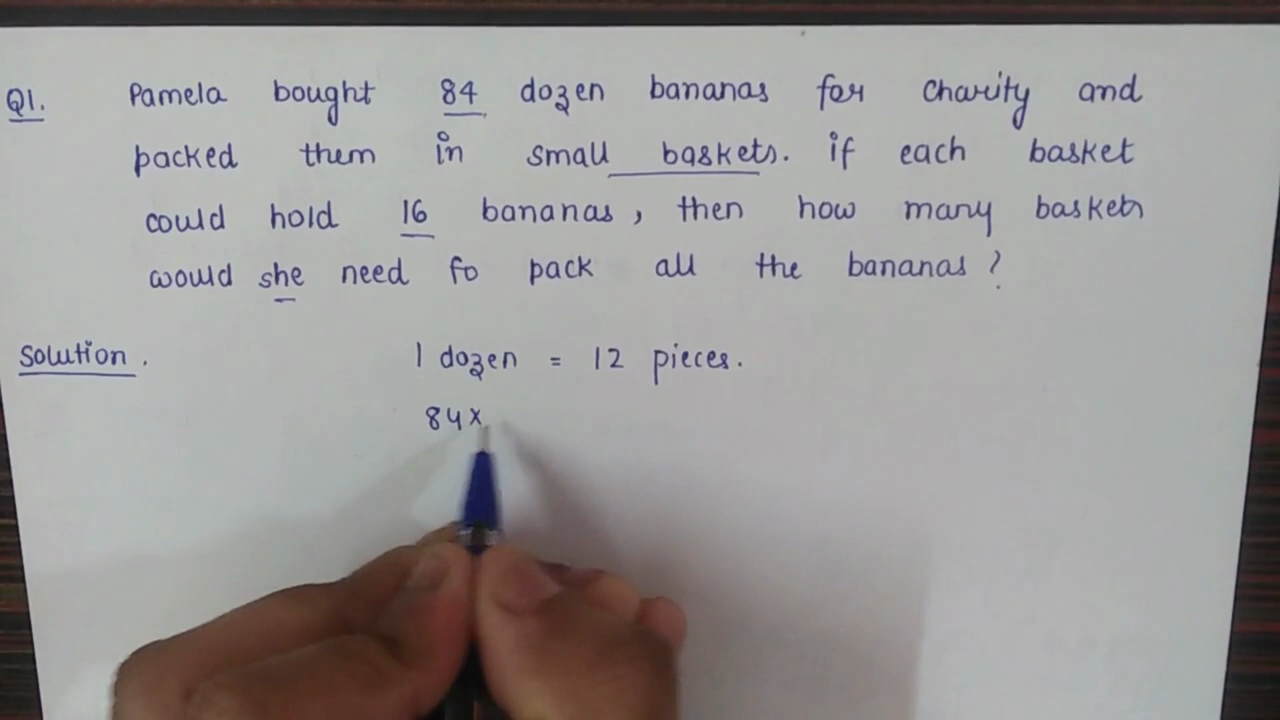 Q1. Pamela bought 84 dozen bananas for charity and
packed them in small baskets. if each basket
could hold 16 bananas, then how many baskets
would she need to pack all the bananas?
Solution. 1 dozen = 12 pieces.
84x